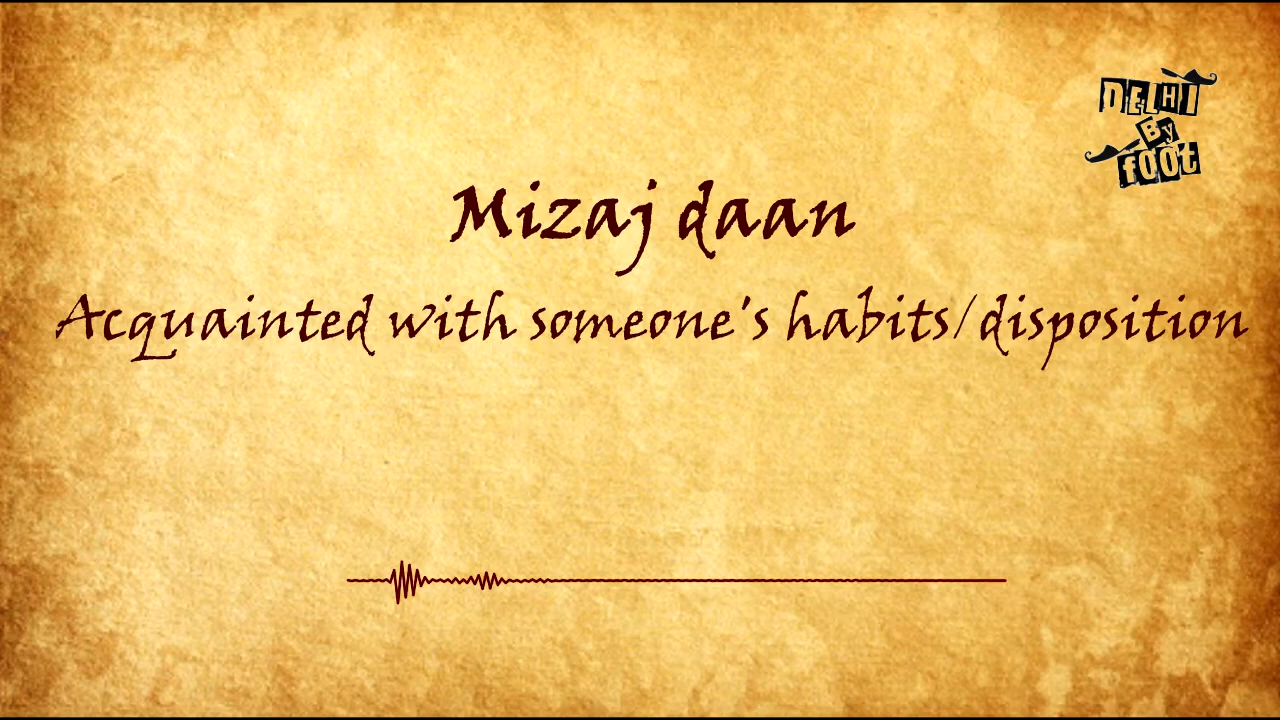 DELHI
By
foot
Mizaj daan
Acquainted with someone's habits/disposition